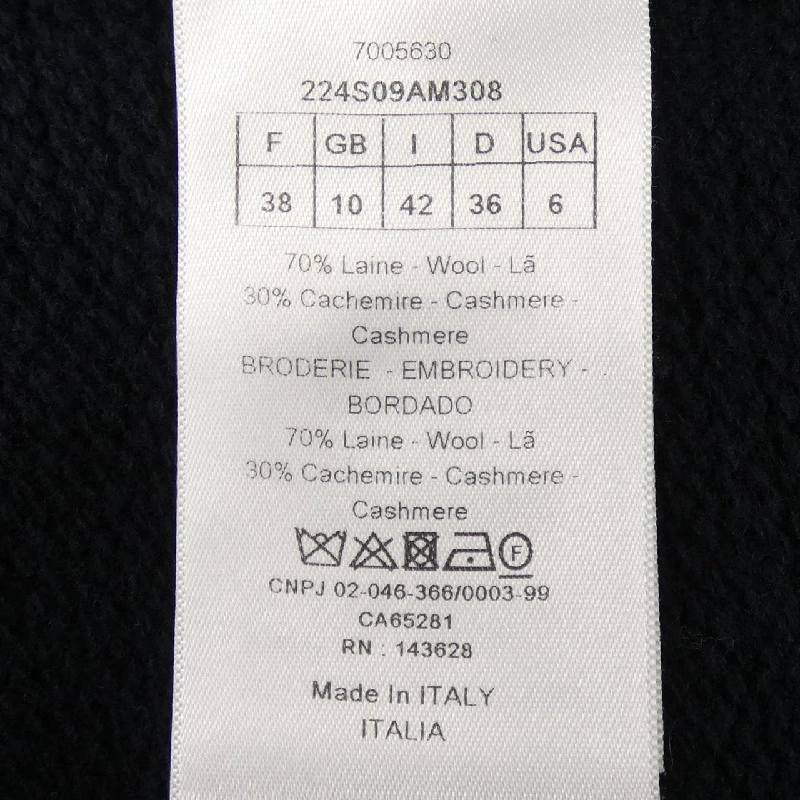 7005630
224S09AM308
F GB I D USA
38 10 42 36 6
70% Laine - Wool - Lã
30% Cachemire - Cashmere -
Cashmere
BRODERIE - EMBROIDERY -
BORDADO
70% Laine - Wool - Lã
30% Cachemire - Cashmere -
Cashmere
F
CNPJ 02-046-366/0003-99
CA65281
RN : 143628
Made In ITALY
ITALIA